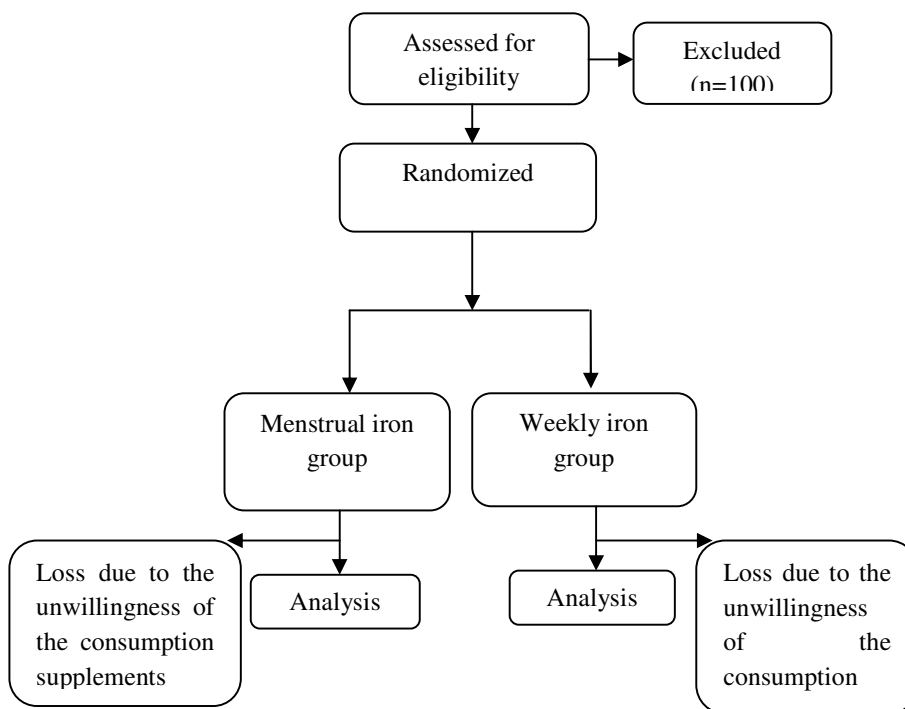 Assessed for
eligibility
Excluded
(n=100)
Randomized
Menstrual iron
group
Weekly iron
group
Loss due to the
unwillingness of
the consumption
supplements
Analysis
Analysis
Loss due to the
unwillingness
of the
consumption